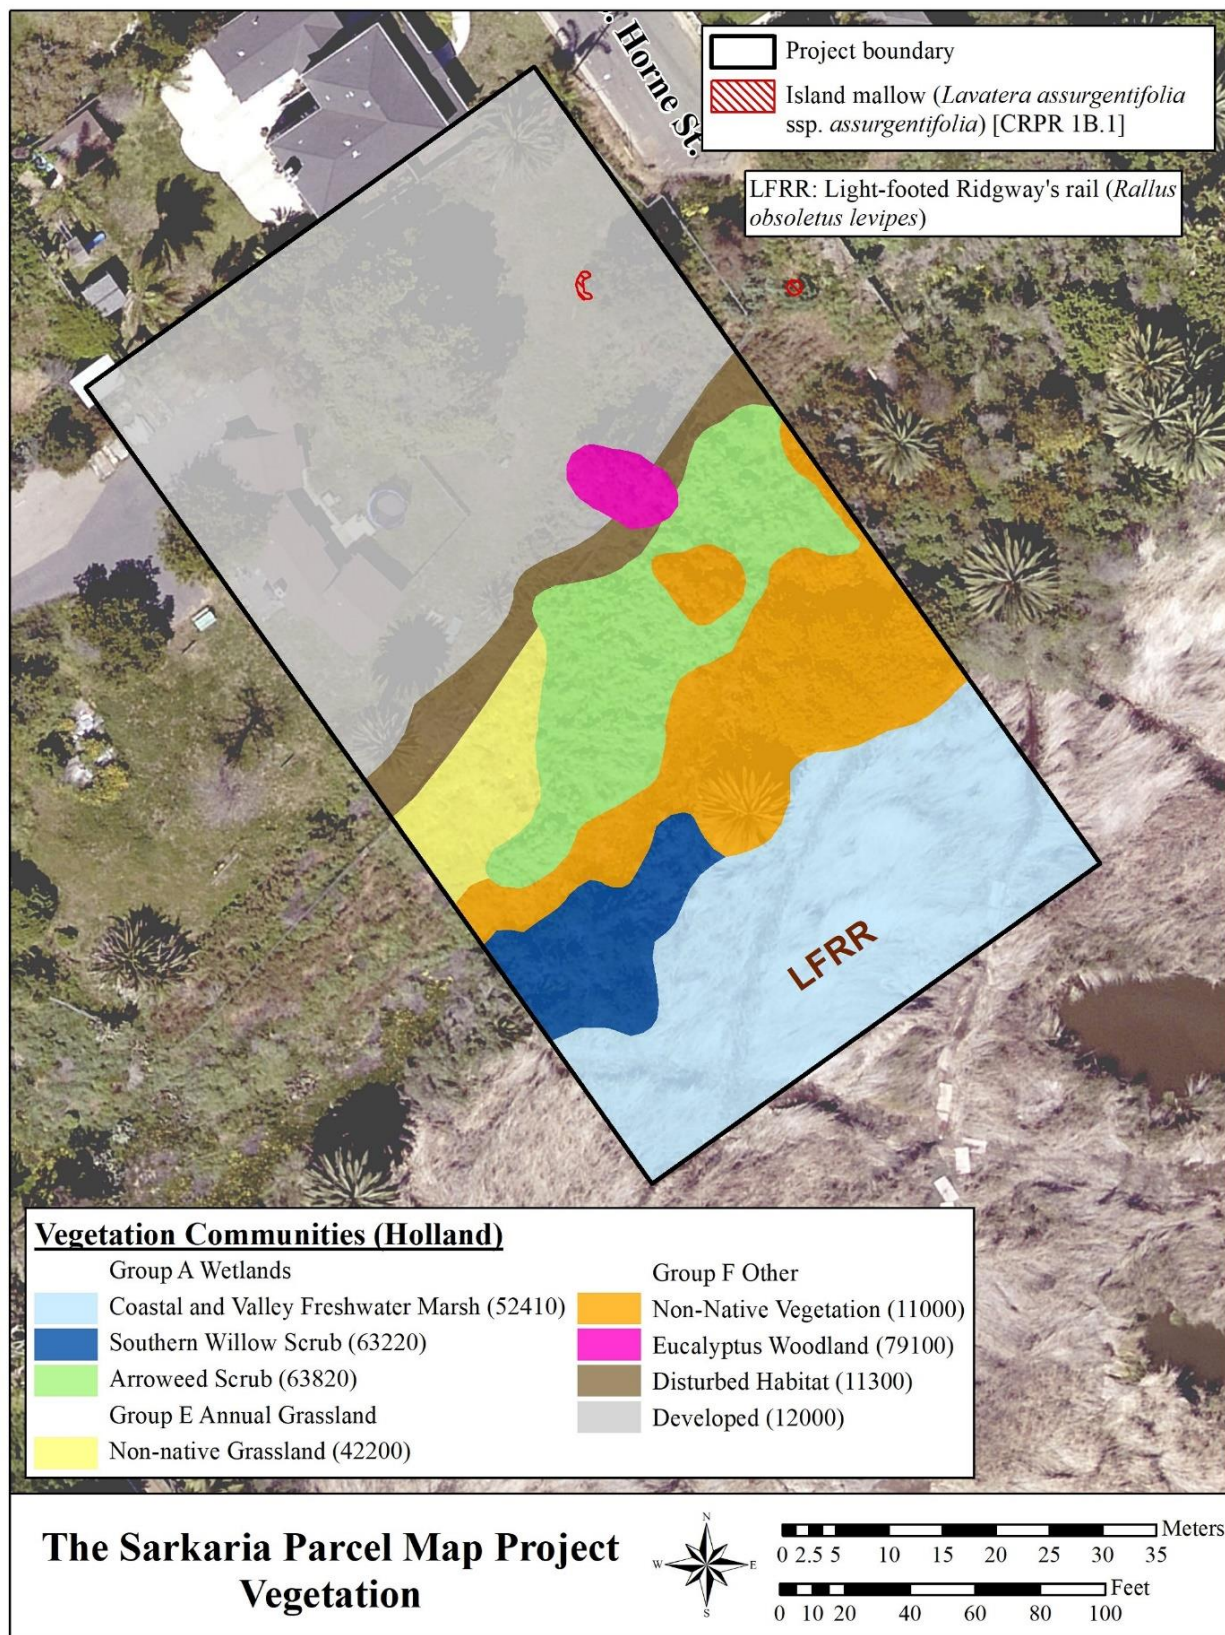 . Horne St.
Project boundary
Island mallow (Lavatera assurgentifolia
ssp. assurgentifolia) [CRPR 1B.1]
LFRR: Light-footed Ridgway's rail (Rallus
obsoletus levipes)
LFRR
Vegetation Communities (Holland)
Group A Wetlands
Coastal and Valley Freshwater Marsh (52410)
Southern Willow Scrub (63220)
Arroweed Scrub (63820)
Group E Annual Grassland
Non-native Grassland (42200)
Group F Other
Non-Native Vegetation (11000)
Eucalyptus Woodland (79100)
Disturbed Habitat (11300)
Developed (12000)
The Sarkaria Parcel Map Project
Vegetation
N
W E
S
Meters
0 2.5 5 10 15 20 25 30 35
Feet
0 10 20 40 60 80 100